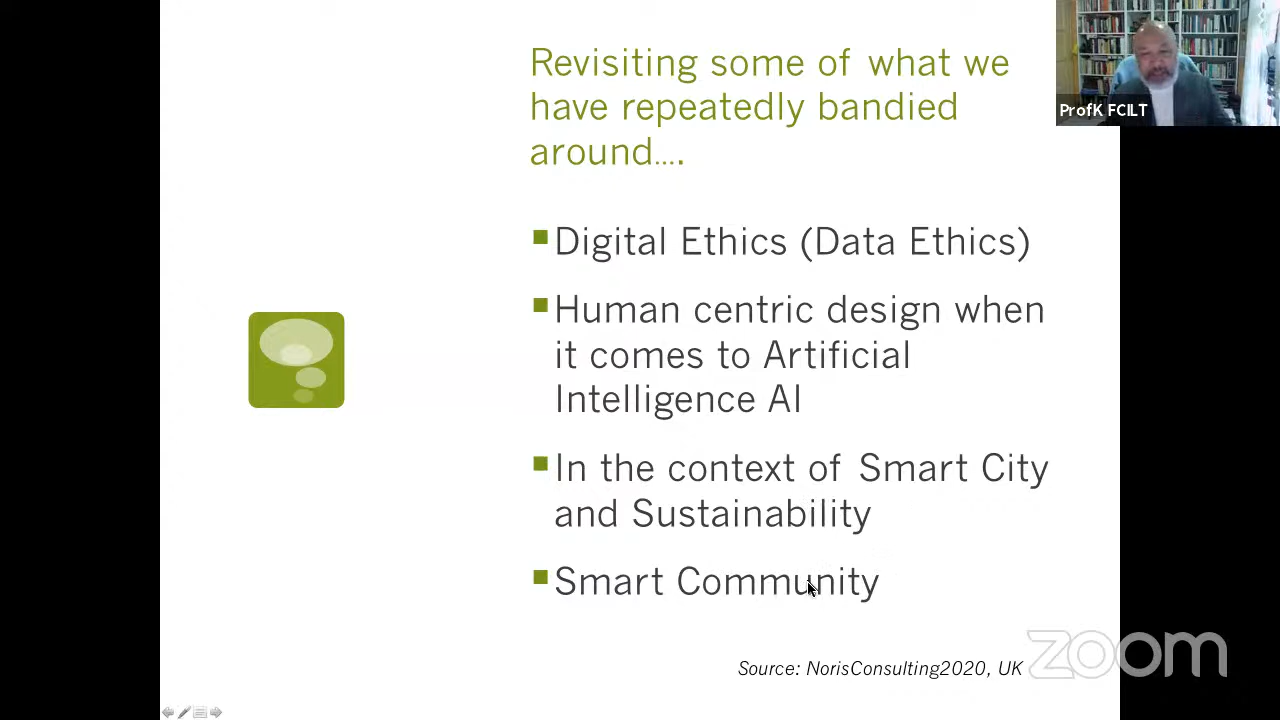 Revisiting some of what we
have repeatedly bandied
around….
ProfK FCILT
Digital Ethics (Data Ethics)
Human centric design when
it comes to Artificial
Intelligence AI
In the context of Smart City
and Sustainability
Smart Community
Source: NorisConsulting2020, UK
zoom